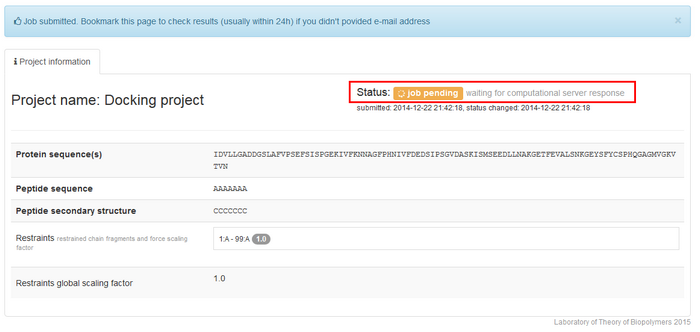 Job submitted. Bookmark this page to check results (usually within 24h) if you didn't povided e-mail address ×
Project information
Project name: Docking project
Status: job pending waiting for computational server response
submitted: 2014-12-22 21:42:18, status changed: 2014-12-22 21:42:18
Protein sequence(s) IDVLLGADDGSLAFVPSEFSISPGEKIVFKNNAGFPHNIVFDEDSIPSGVDASKISMSEEDLLNAKGETFEVALSNKGEYSFYCSPHQGAGMVGKV
TVN
Peptide sequence AAAAAAA
Peptide secondary structure CCCCCCC
Restraints restrained chain fragments and force scaling 1:A - 99:A 1.0
factor
Restraints global scaling factor 1.0
Laboratory of Theory of Biopolymers 2015